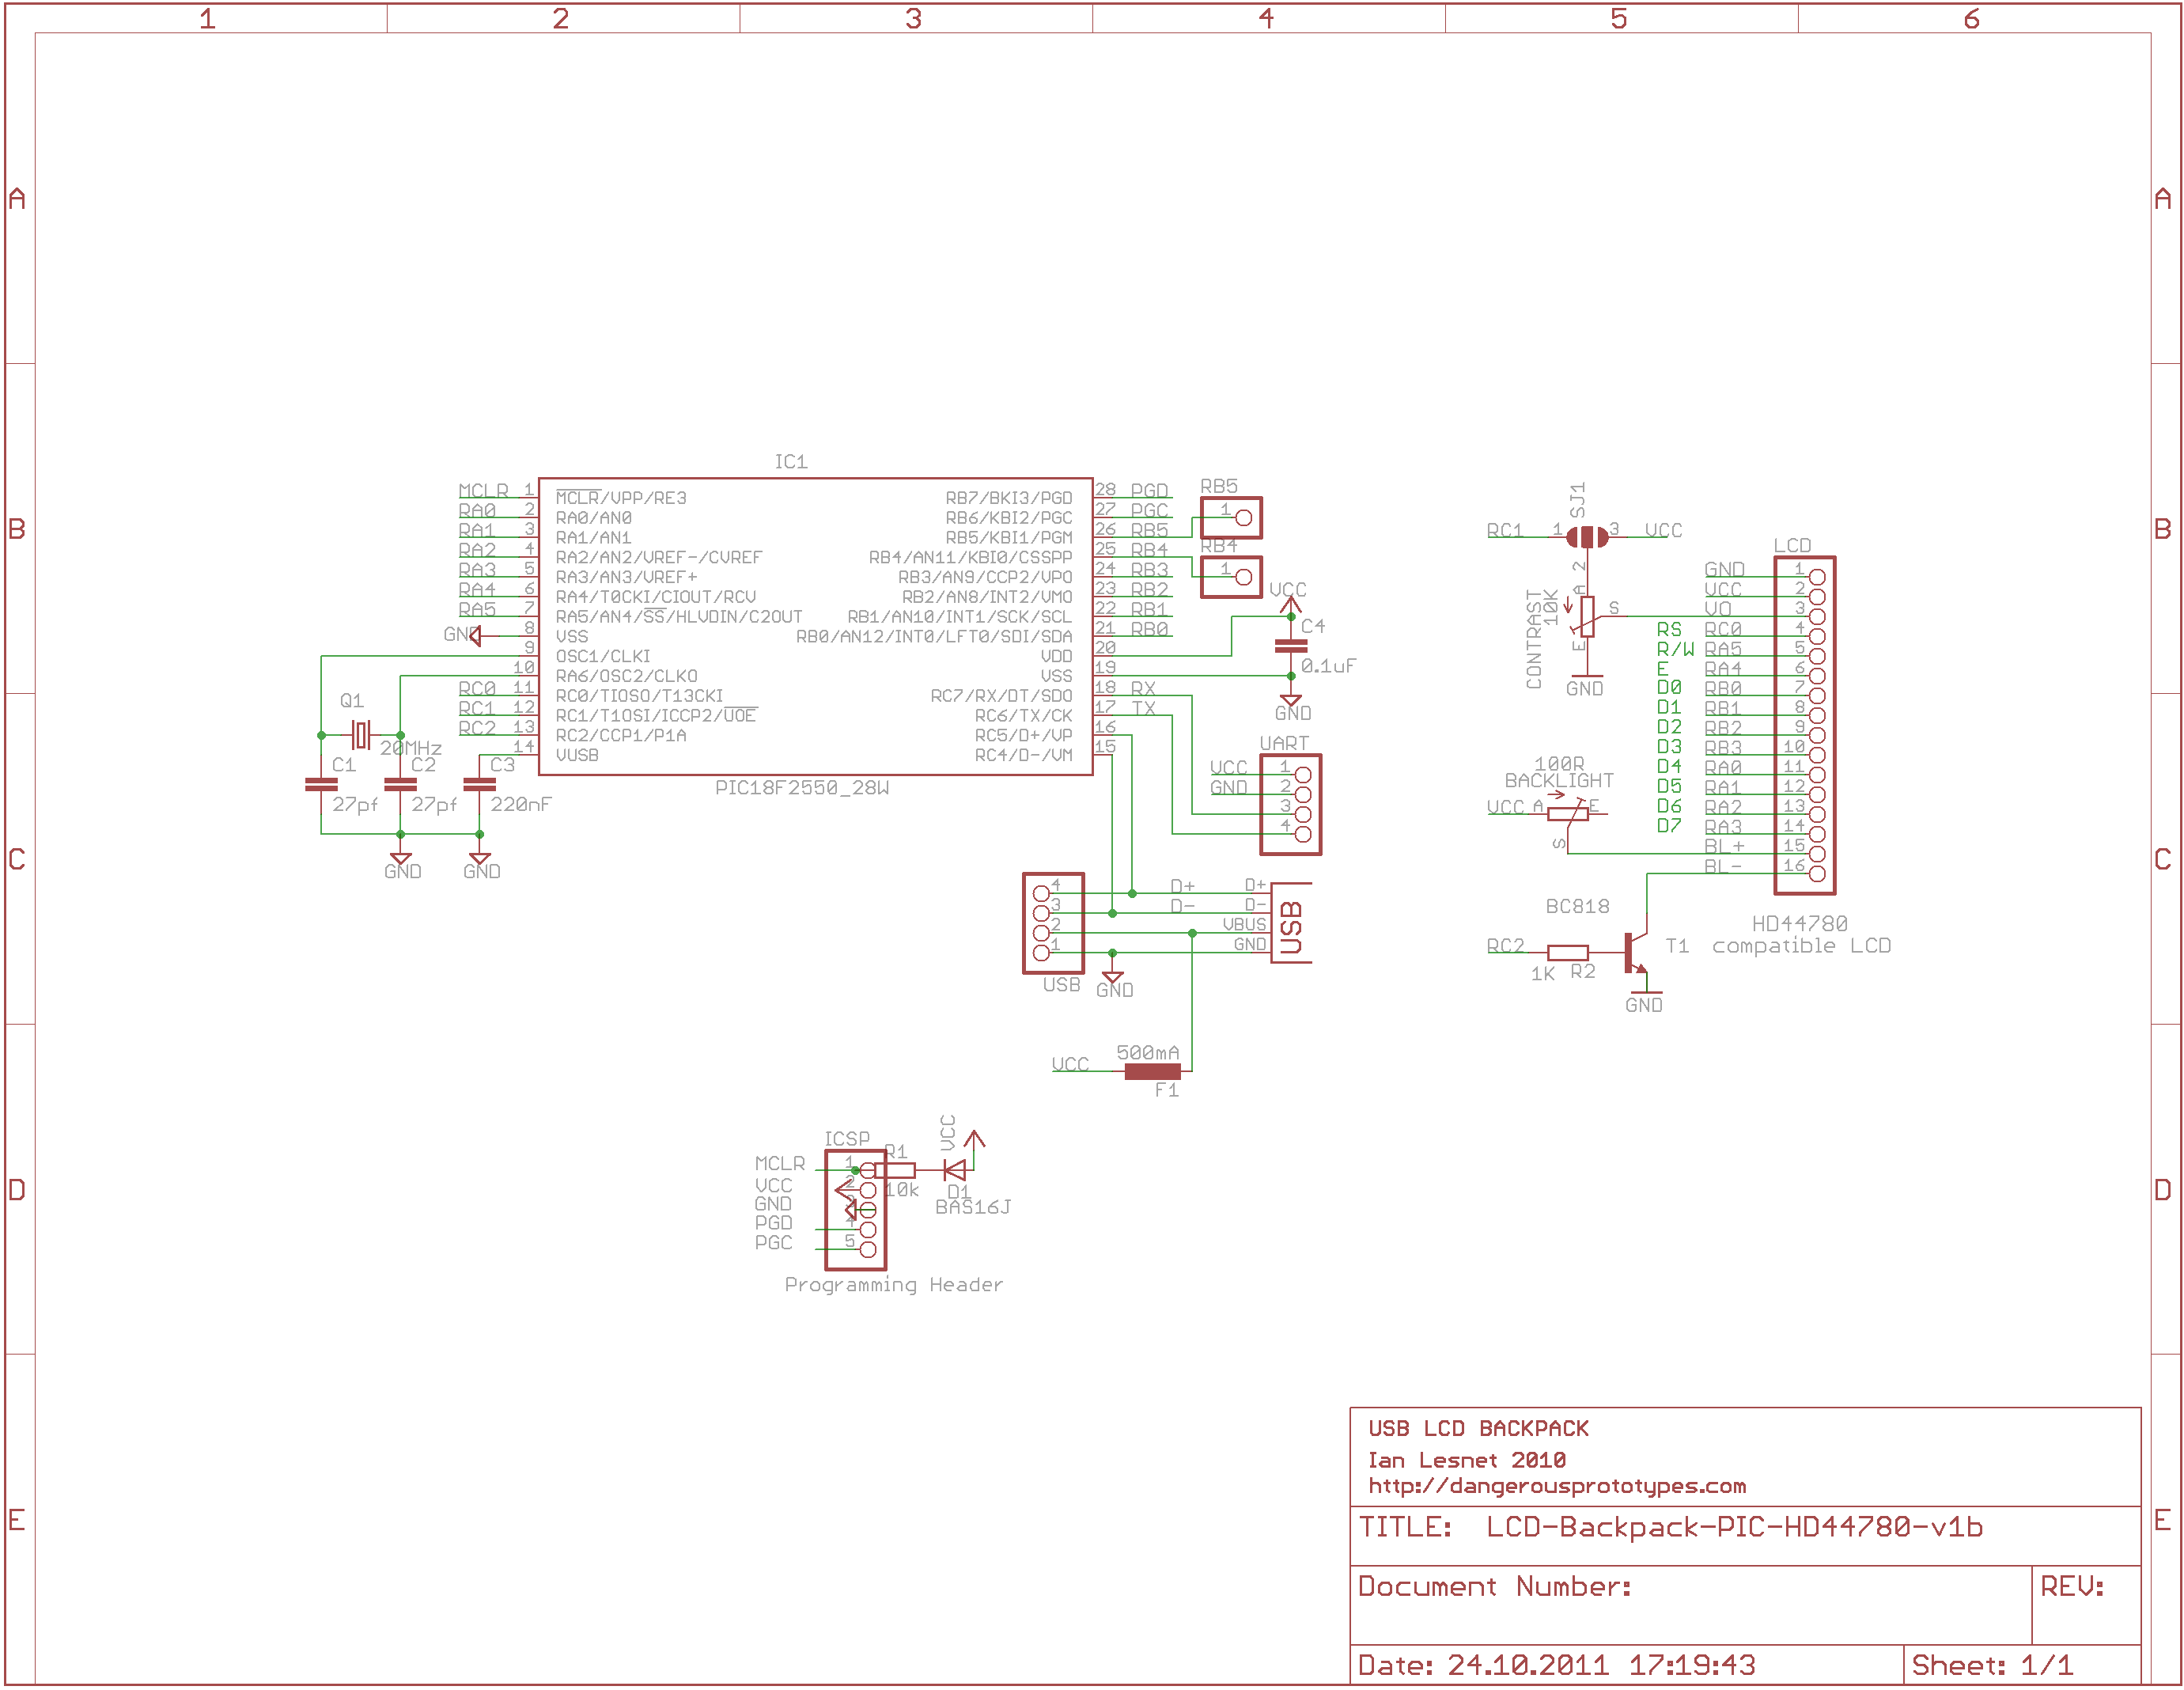 1 2 3 4 5 6
A A
B B
C C
D D
E E
IC1
MCLR 1 MCLR/VPP/RE3
RA0 2 RA0/AN0
RA1 3 RA1/AN1
RA2 4 RA2/AN2/VREF-/CVREF
RA3 5 RA3/AN3/VREF+
RA4 6 RA4/T0CKI/CIOUT/RCV
RA5 7 RA5/AN4/SS/HLVDIN/C2OUT
GND 8 VSS
9 OSC1/CLKI
10 RA6/OSC2/CLKO
RC0 11 RC0/TIOSO/T13CKI
RC1 12 RC1/T1OSI/ICCP2/UOE
RC2 13 RC2/CCP1/P1A
14 VUSB
RB7/BKI3/PGD 28 PGD
RB6/KBI2/PGC 27 PGC
RB5/KBI1/PGM 26 RB5
RB4/AN11/KBI0/CSSPP 25 RB4
RB3/AN9/CCP2/VPO 24 RB3
RB2/AN8/INT2/VMO 23 RB2
RB1/AN10/INT1/SCK/SCL 22 RB1
RB0/AN12/INT0/LFT0/SDI/SDA 21 RB0
VDD 20
VSS 19
RC7/RX/DT/SDO 18 RX
RC6/TX/CK 17 TX
RC5/D+/VP 16
RC4/D-/VM 15
PIC18F2550_28W
Q1
20MHz
C1 C2 C3
27pf 27pf 220nF
GND GND
RB5
1
RB4
1
VCC
C4
0.1uF
GND
UART
VCC 1
GND 2
3
4
4 D+ D+
3 D- D-
2 VBUS
1 GND
USB
USB GND
500mA
VCC
F1
SJ1
RC1 1 3 VCC
2
A
S
E
CONTRAST
10K
GND
LCD
GND 1
VCC 2
VO 3
RS RC0 4
R/W RA5 5
E RA4 6
D0 RB0 7
D1 RB1 8
D2 RB2 9
D3 RB3 10
D4 RA0 11
D5 RA1 12
D6 RA2 13
D7 RA3 14
BL+ 15
BL- 16
100R
BACKLIGHT
VCC A E
S
HD44780
compatible LCD
BC818
T1
RC2
1K R2
GND
ICSP
MCLR 1 R1 VCC
VCC 2 10k D1
GND 3 BAS16J
PGD 4
PGC 5
Programming Header
USB LCD BACKPACK
Ian Lesnet 2010
http://dangerousprototypes.com
TITLE: LCD-Backpack-PIC-HD44780-v1b
Document Number:
REV:
Date: 24.10.2011 17:19:43
Sheet: 1/1